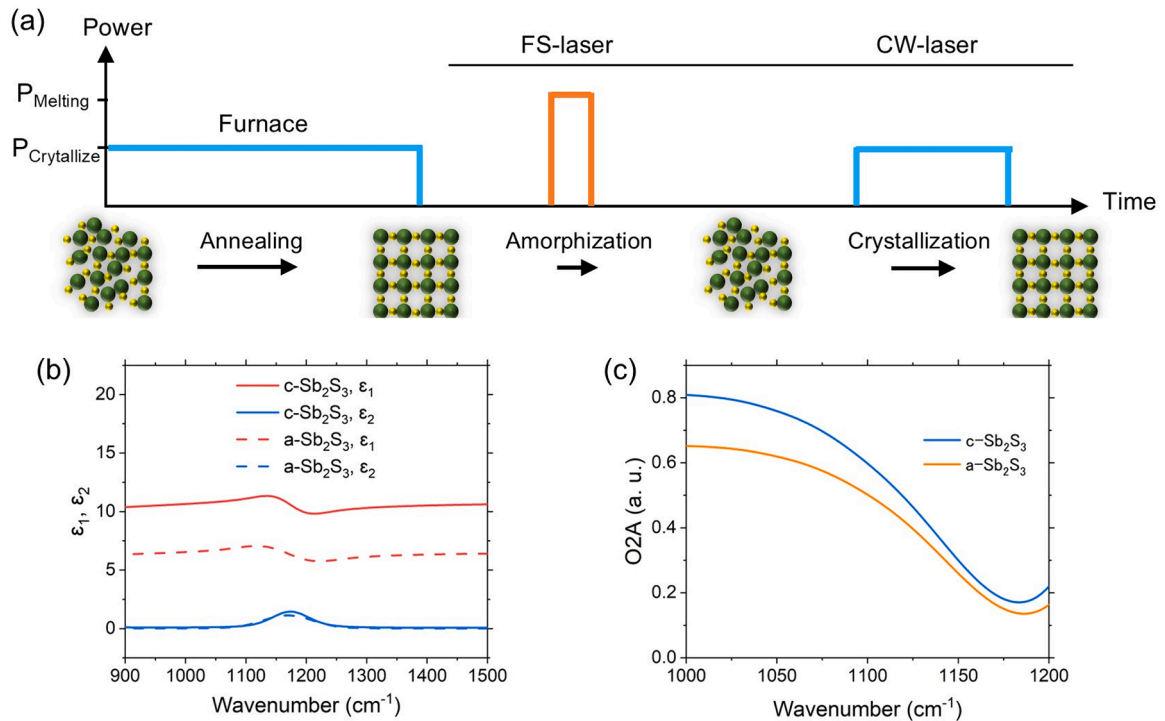 (a)
Power
FS-laser
CW-laser
P_Melting
Furnace
P_Crytallize
Time
Annealing
Amorphization
Crystallization
(b)
c-Sb₂S₃, ε₁
c-Sb₂S₃, ε₂
a-Sb₂S₃, ε₁
a-Sb₂S₃, ε₂
ε₁, ε₂
20
15
10
5
0
900 1000 1100 1200 1300 1400 1500
Wavenumber (cm⁻¹)
(c)
c−Sb₂S₃
a−Sb₂S₃
O2A (a. u.)
0.8
0.6
0.4
0.2
0.0
1000 1050 1100 1150 1200
Wavenumber (cm⁻¹)